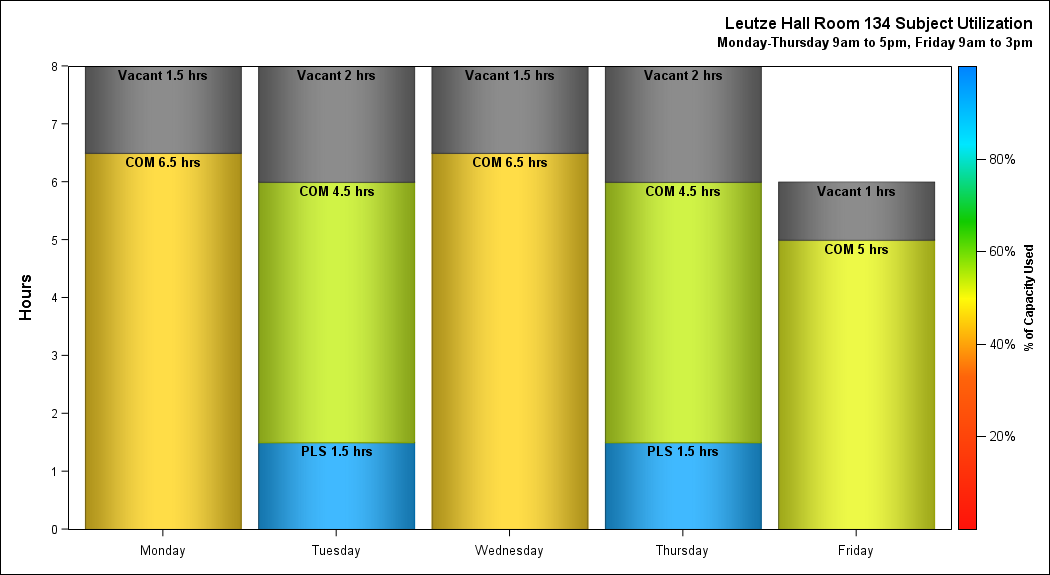 Leutze Hall Room 134 Subject Utilization
Monday-Thursday 9am to 5pm, Friday 9am to 3pm
8
7
6
5
4
3
2
1
0
Hours
Vacant 1.5 hrs
COM 6.5 hrs
Vacant 2 hrs
COM 4.5 hrs
PLS 1.5 hrs
Vacant 1.5 hrs
COM 6.5 hrs
Vacant 2 hrs
COM 4.5 hrs
PLS 1.5 hrs
Vacant 1 hrs
COM 5 hrs
Monday
Tuesday
Wednesday
Thursday
Friday
80%
60%
40%
20%
% of Capacity Used